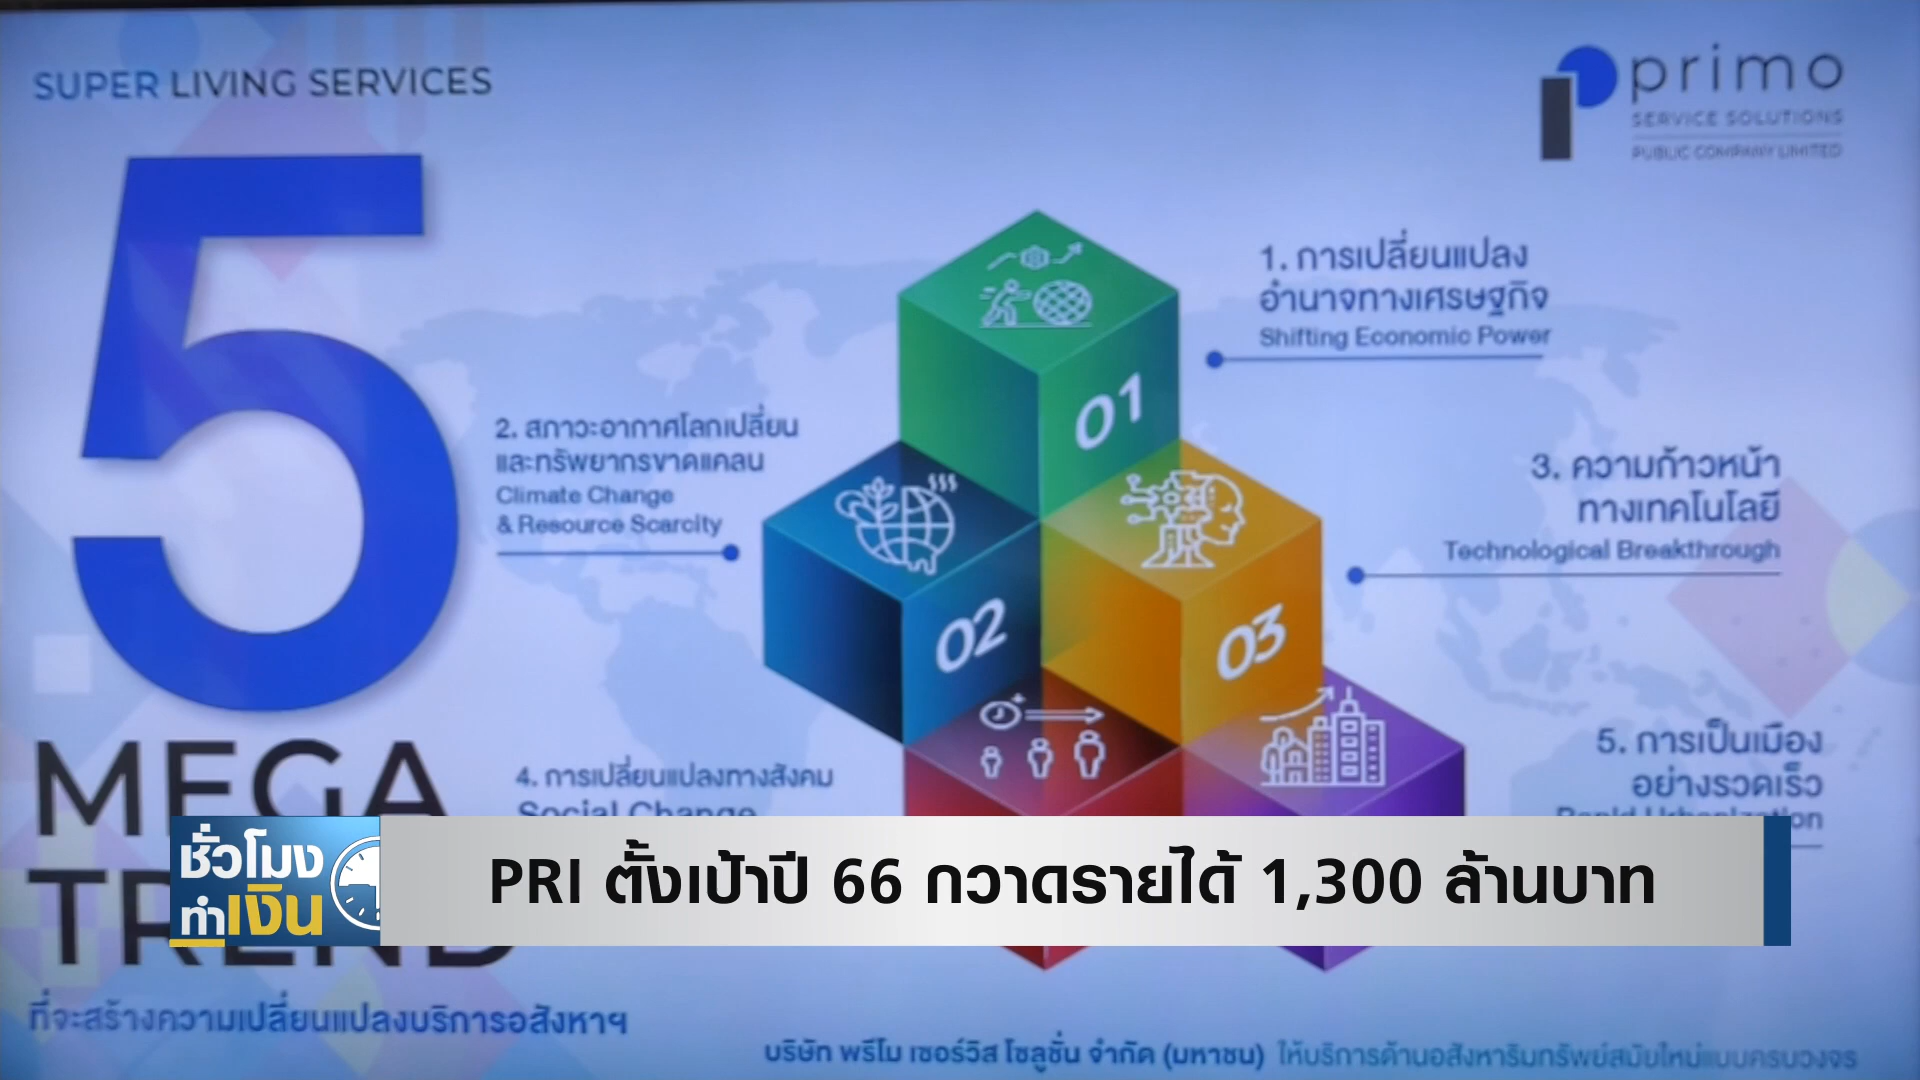 SUPER LIVING SERVICES
primo
SERVICE SOLUTIONS
PUBLIC COMPANY LIMITED
5
MEGA
TREND
1. การเปลี่ยนแปลง
อำนาจทางเศรษฐกิจ
Shifting Economic Power
01
2. สภาวะอากาศโลกเปลี่ยน
และทรัพยากรขาดแคลน
Climate Change
& Resource Scarcity
02
3. ความก้าวหน้า
ทางเทคโนโลยี
Technological Breakthrough
03
4. การเปลี่ยนแปลงทางสังคม
Social Change
5. การเป็นเมือง
อย่างรวดเร็ว
Rapid Urbanization
ชั่วโมง
ทำเงิน
PRI ตั้งเป้าปี 66 กวาดรายได้ 1,300 ล้านบาท
ที่จะสร้างความเปลี่ยนแปลงบริการอสังหาฯ
บริษัท พรีโม เซอร์วิส โซลูชั่น จำกัด (มหาชน) ให้บริการด้านอสังหาริมทรัพย์สมัยใหม่แบบครบวงจร